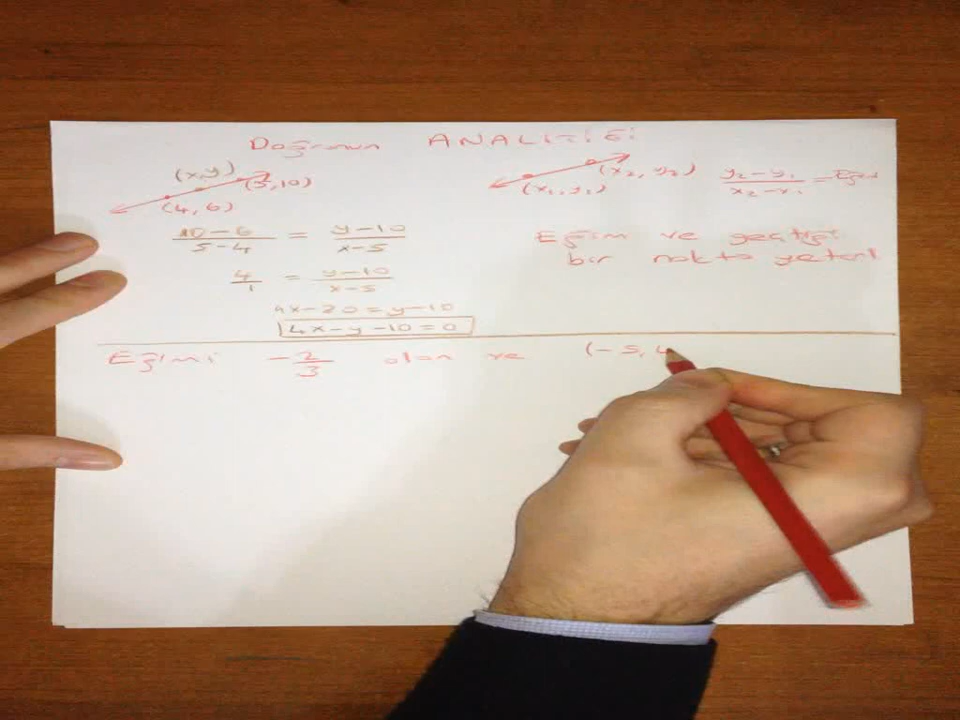 Doğrunun ANALİTİĞİ
(x,y) (5,10)
(4,6)
(10-6)/(5-4) = (y-10)/(x-5)
4/1 = (y-10)/(x-5)
4x-20 = y-10
4x-y-10=0
(x₂, y₂)
(x₁, y₁)
(y₂-y₁)/(x₂-x₁) = Eğim
Eğim ve geçtiği
bir nokta yeterli
Eğimi -2/3 olan ve (-5, 4